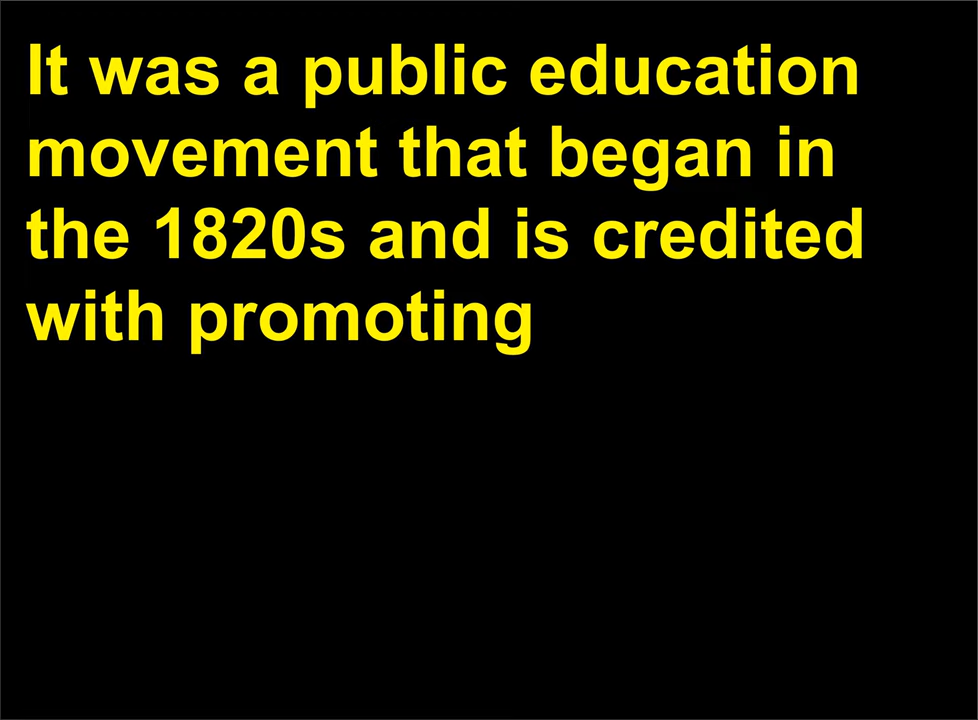 It was a public education
movement that began in
the 1820s and is credited
with promoting